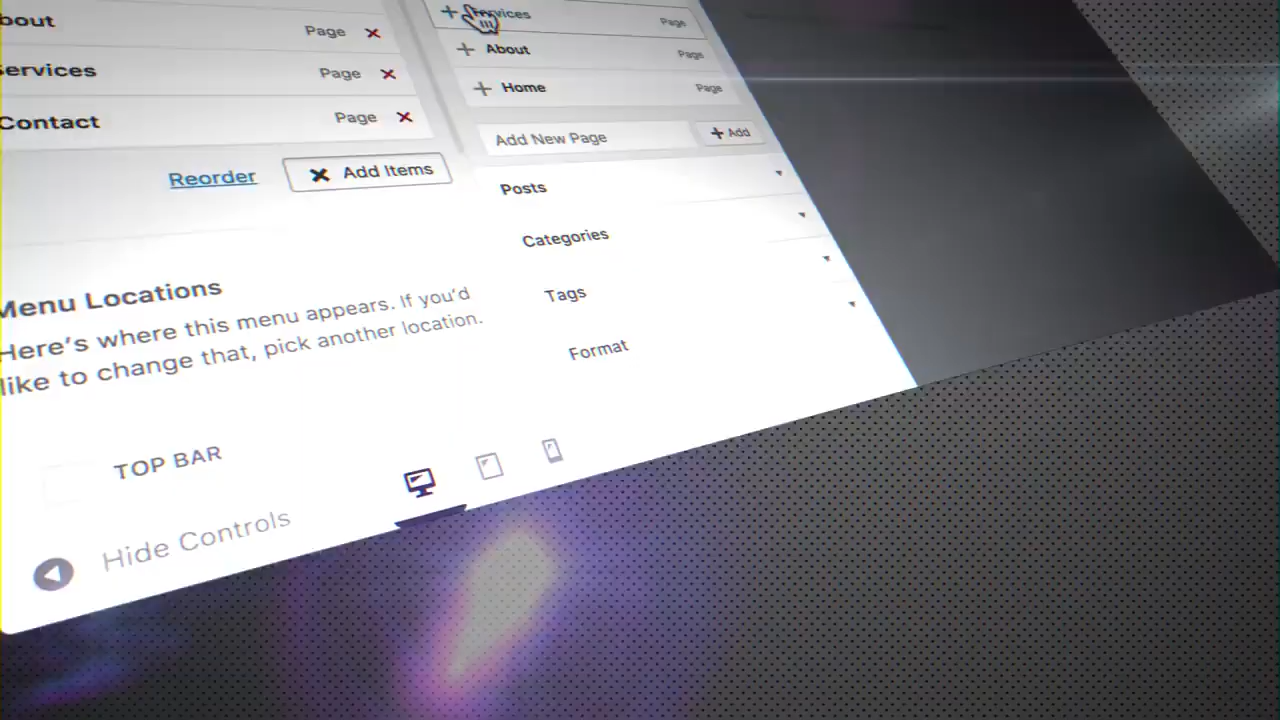 bout Page
ervices Page
Contact Page
Reorder Add Items
Services Page
About Page
Home Page
Add New Page Add
Posts
Categories
Tags
Format
Menu Locations
Here's where this menu appears. If you'd
like to change that, pick another location.
TOP BAR
Hide Controls